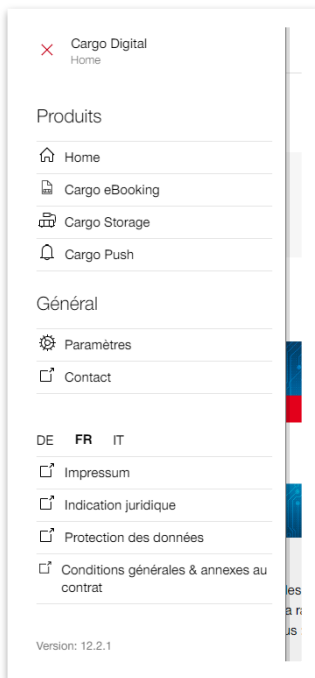 Cargo Digital
Home
Produits
Home
Cargo eBooking
Cargo Storage
Cargo Push
Général
Paramètres
Contact
DE FR IT
Impressum
Indication juridique
Protection des données
Conditions générales & annexes au
contrat
les
Version: 12.2.1